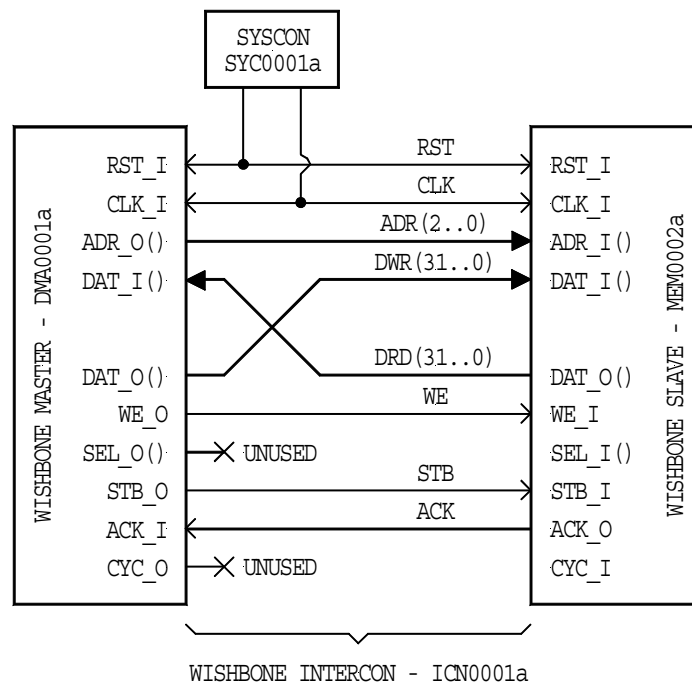 SYSCON
SYC0001a
WISHBONE MASTER - DMA0001a
RST_I
CLK_I
ADR_O()
DAT_I()
DAT_O()
WE_O
SEL_O()
STB_O
ACK_I
CYC_O
RST
CLK
ADR(2..0)
DWR(31..0)
DRD(31..0)
WE
UNUSED
STB
ACK
UNUSED
RST_I
CLK_I
ADR_I()
DAT_I()
DAT_O()
WE_I
SEL_I()
STB_I
ACK_O
CYC_I
WISHBONE SLAVE - MEM0002a
WISHBONE INTERCON - ICN0001a